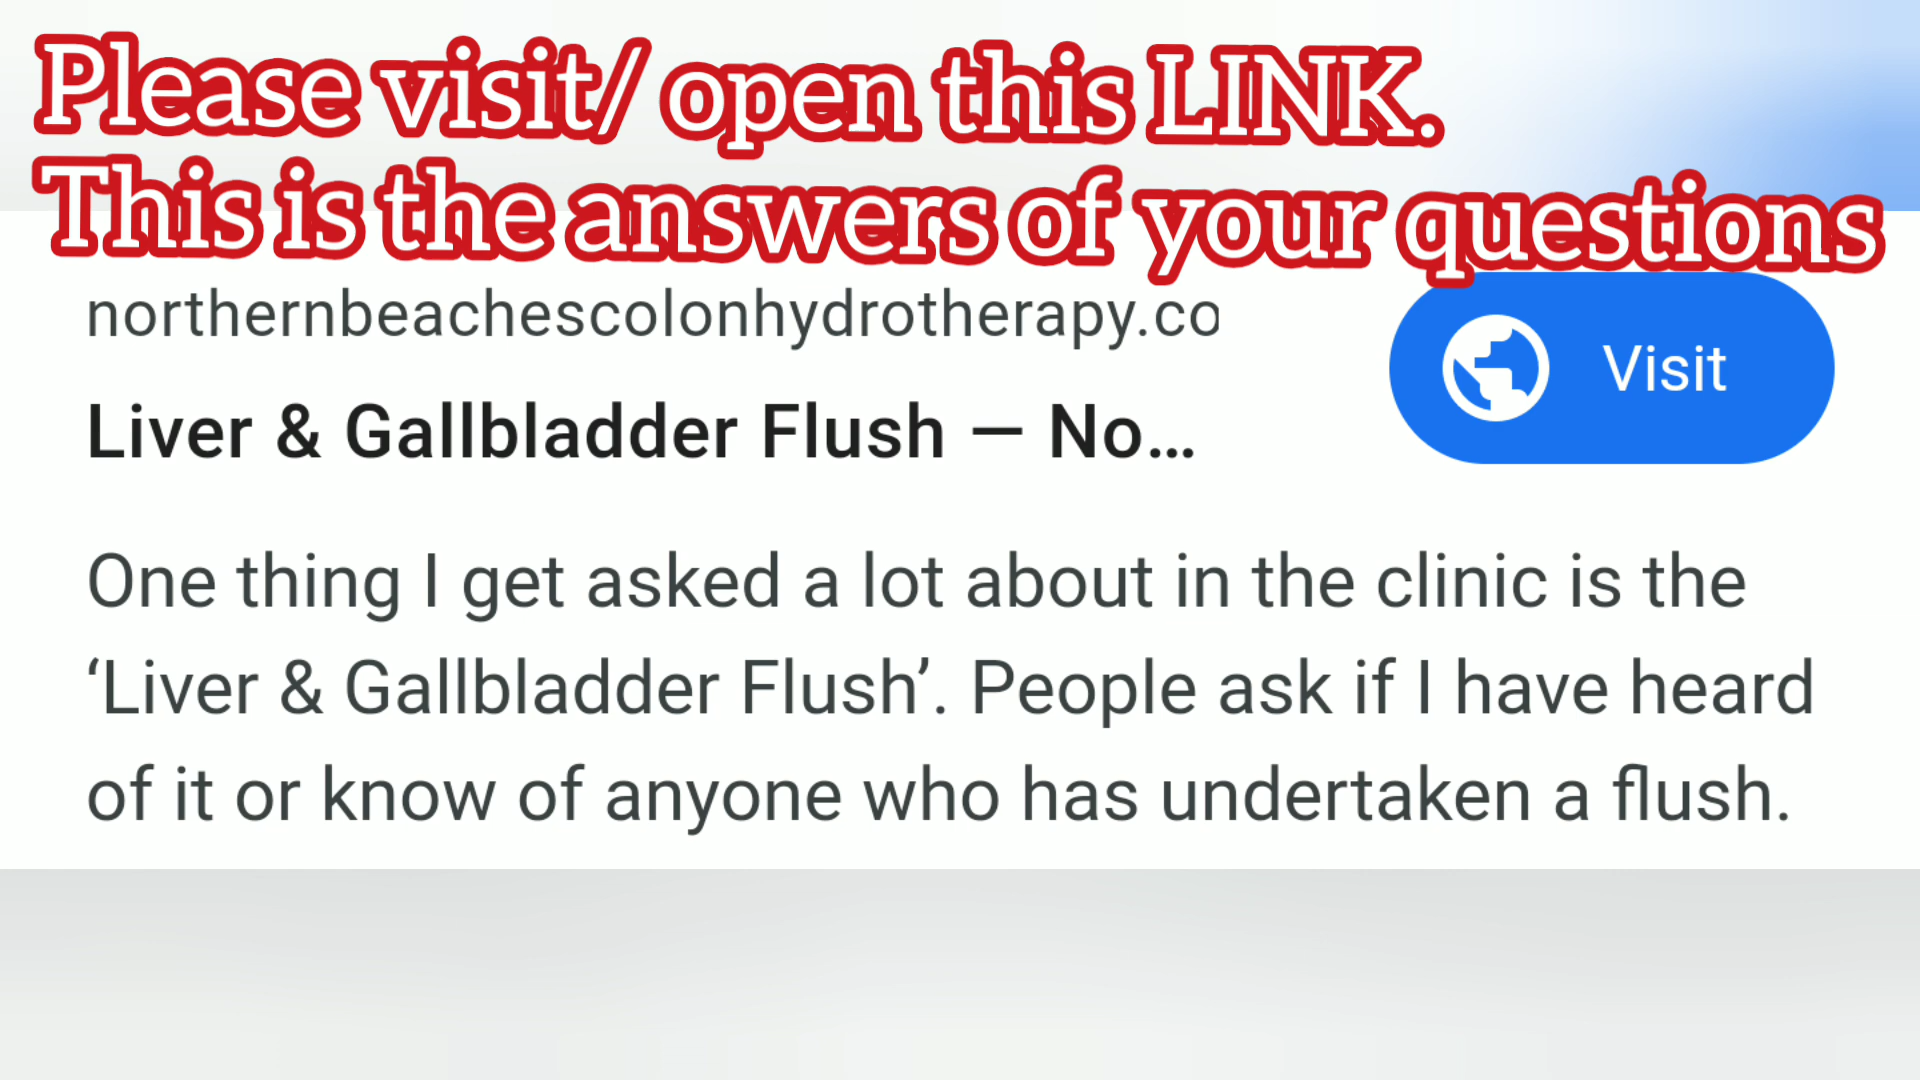 Please visit/ open this LINK.
This is the answers of your questions
northernbeachescolonhydrotherapy.co
Visit
Liver & Gallbladder Flush — No...
One thing I get asked a lot about in the clinic is the
‘Liver & Gallbladder Flush’. People ask if I have heard
of it or know of anyone who has undertaken a flush.